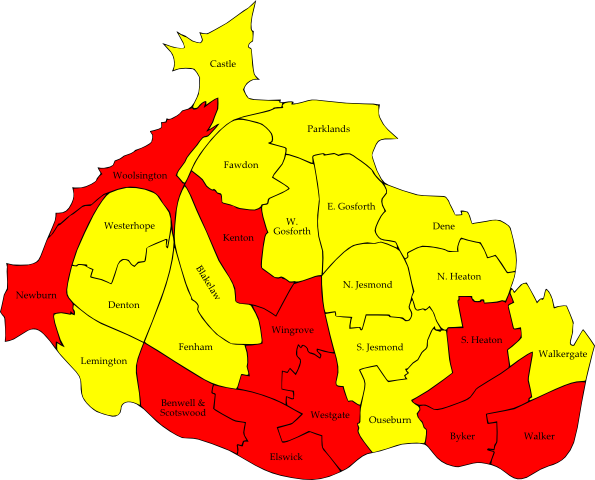 Castle
Parklands
Fawdon
Woolsington
E. Gosforth
W.
Gosforth
Westerhope
Dene
Kenton
N. Heaton
Blakelaw
N. Jesmond
Newburn
Denton
Wingrove
S. Heaton
Fenham
S. Jesmond
Walkergate
Lemington
Benwell &
Scotswood
Westgate
Ouseburn
Byker
Walker
Elswick